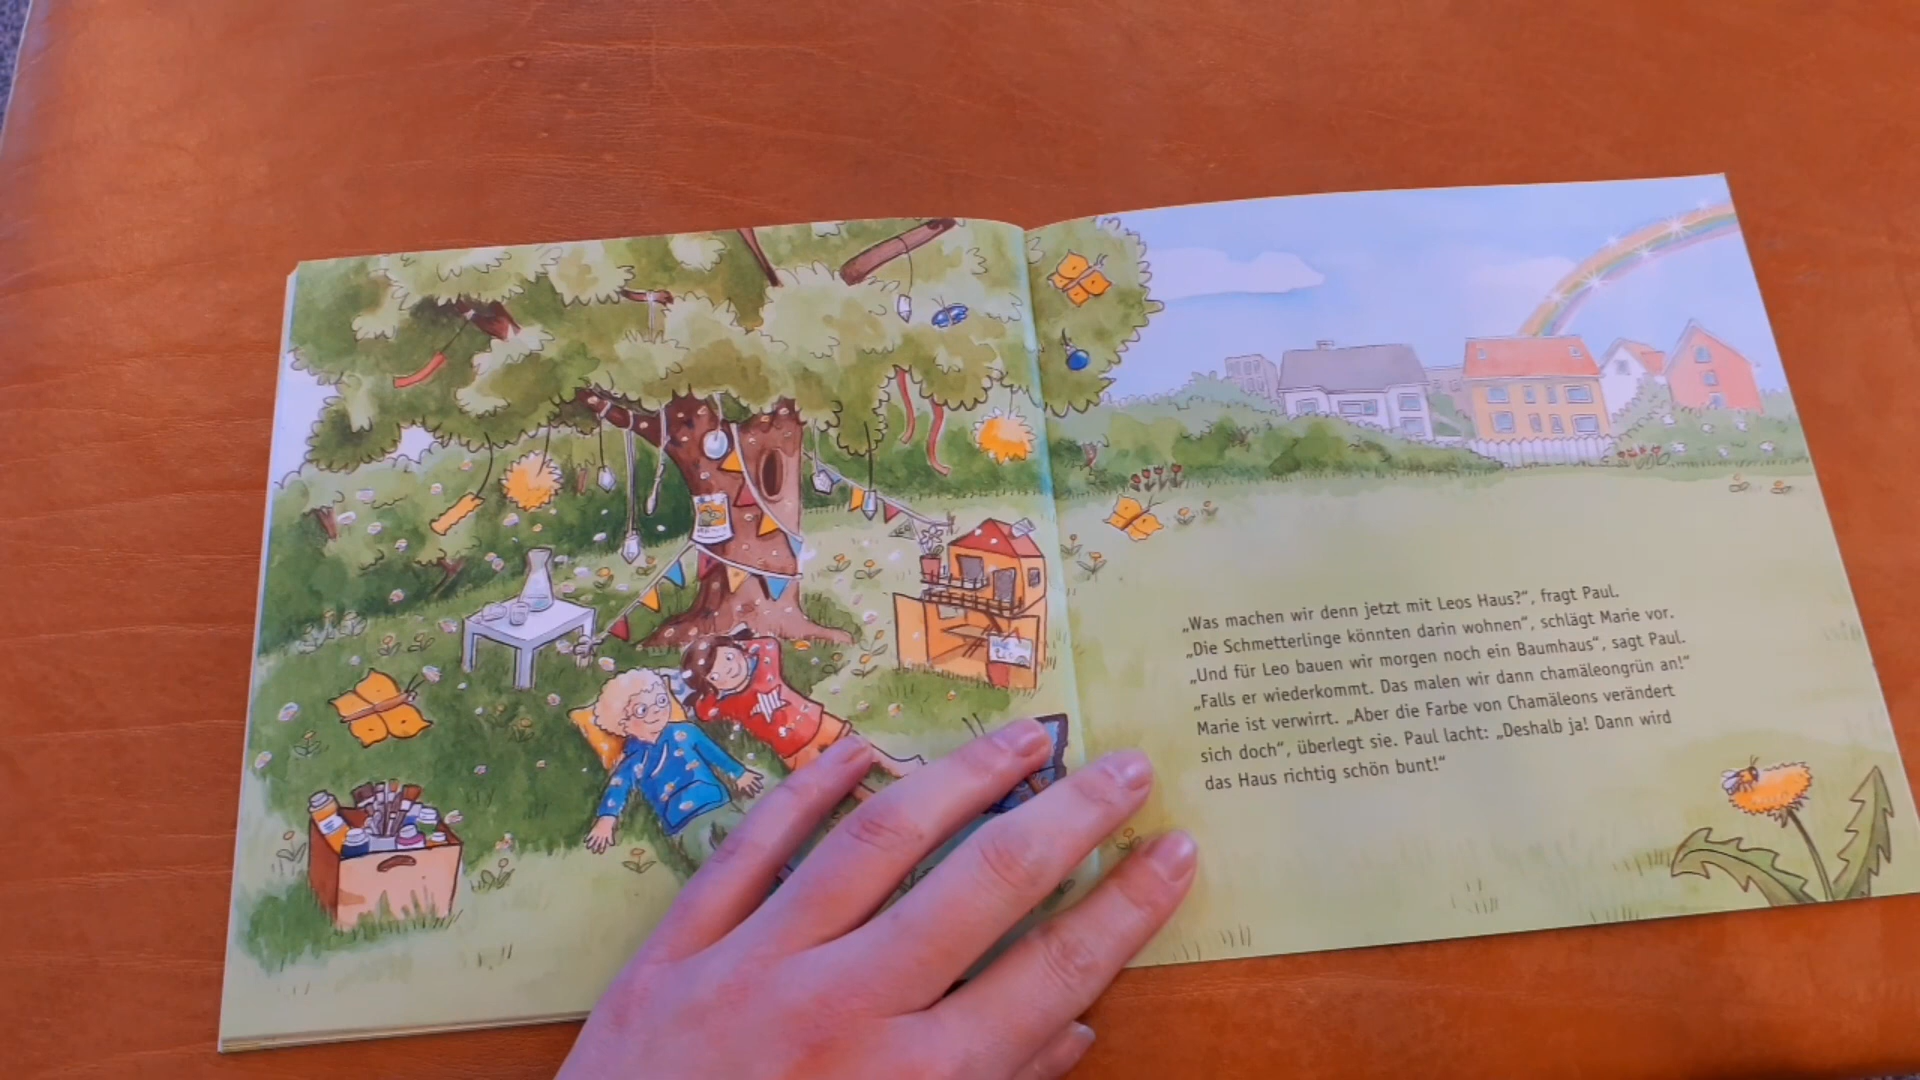 „Was machen wir denn jetzt mit Leos Haus?“, fragt Paul.
„Die Schmetterlinge könnten darin wohnen“, schlägt Marie vor.
„Und für Leo bauen wir morgen noch ein Baumhaus“, sagt Paul.
„Falls er wiederkommt. Das malen wir dann chamäleongrün an!“
Marie ist verwirrt. „Aber die Farbe von Chamäleons verändert
sich doch“, überlegt sie. Paul lacht: „Deshalb ja! Dann wird
das Haus richtig schön bunt!“